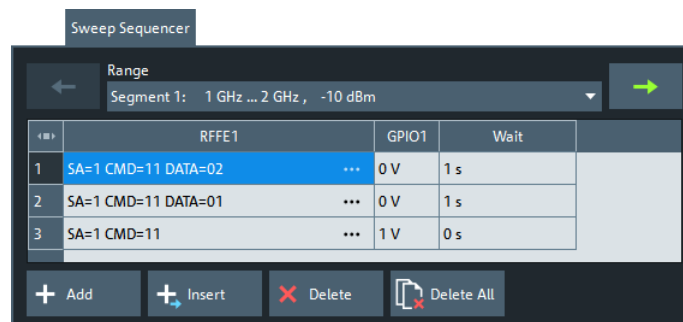 Sweep Sequencer
Range
Segment 1: 1 GHz ... 2 GHz , -10 dBm
RFFE1 GPIO1 Wait
1 SA=1 CMD=11 DATA=02 ••• 0 V 1 s
2 SA=1 CMD=11 DATA=01 ••• 0 V 1 s
3 SA=1 CMD=11 ••• 1 V 0 s
Add Insert Delete Delete All